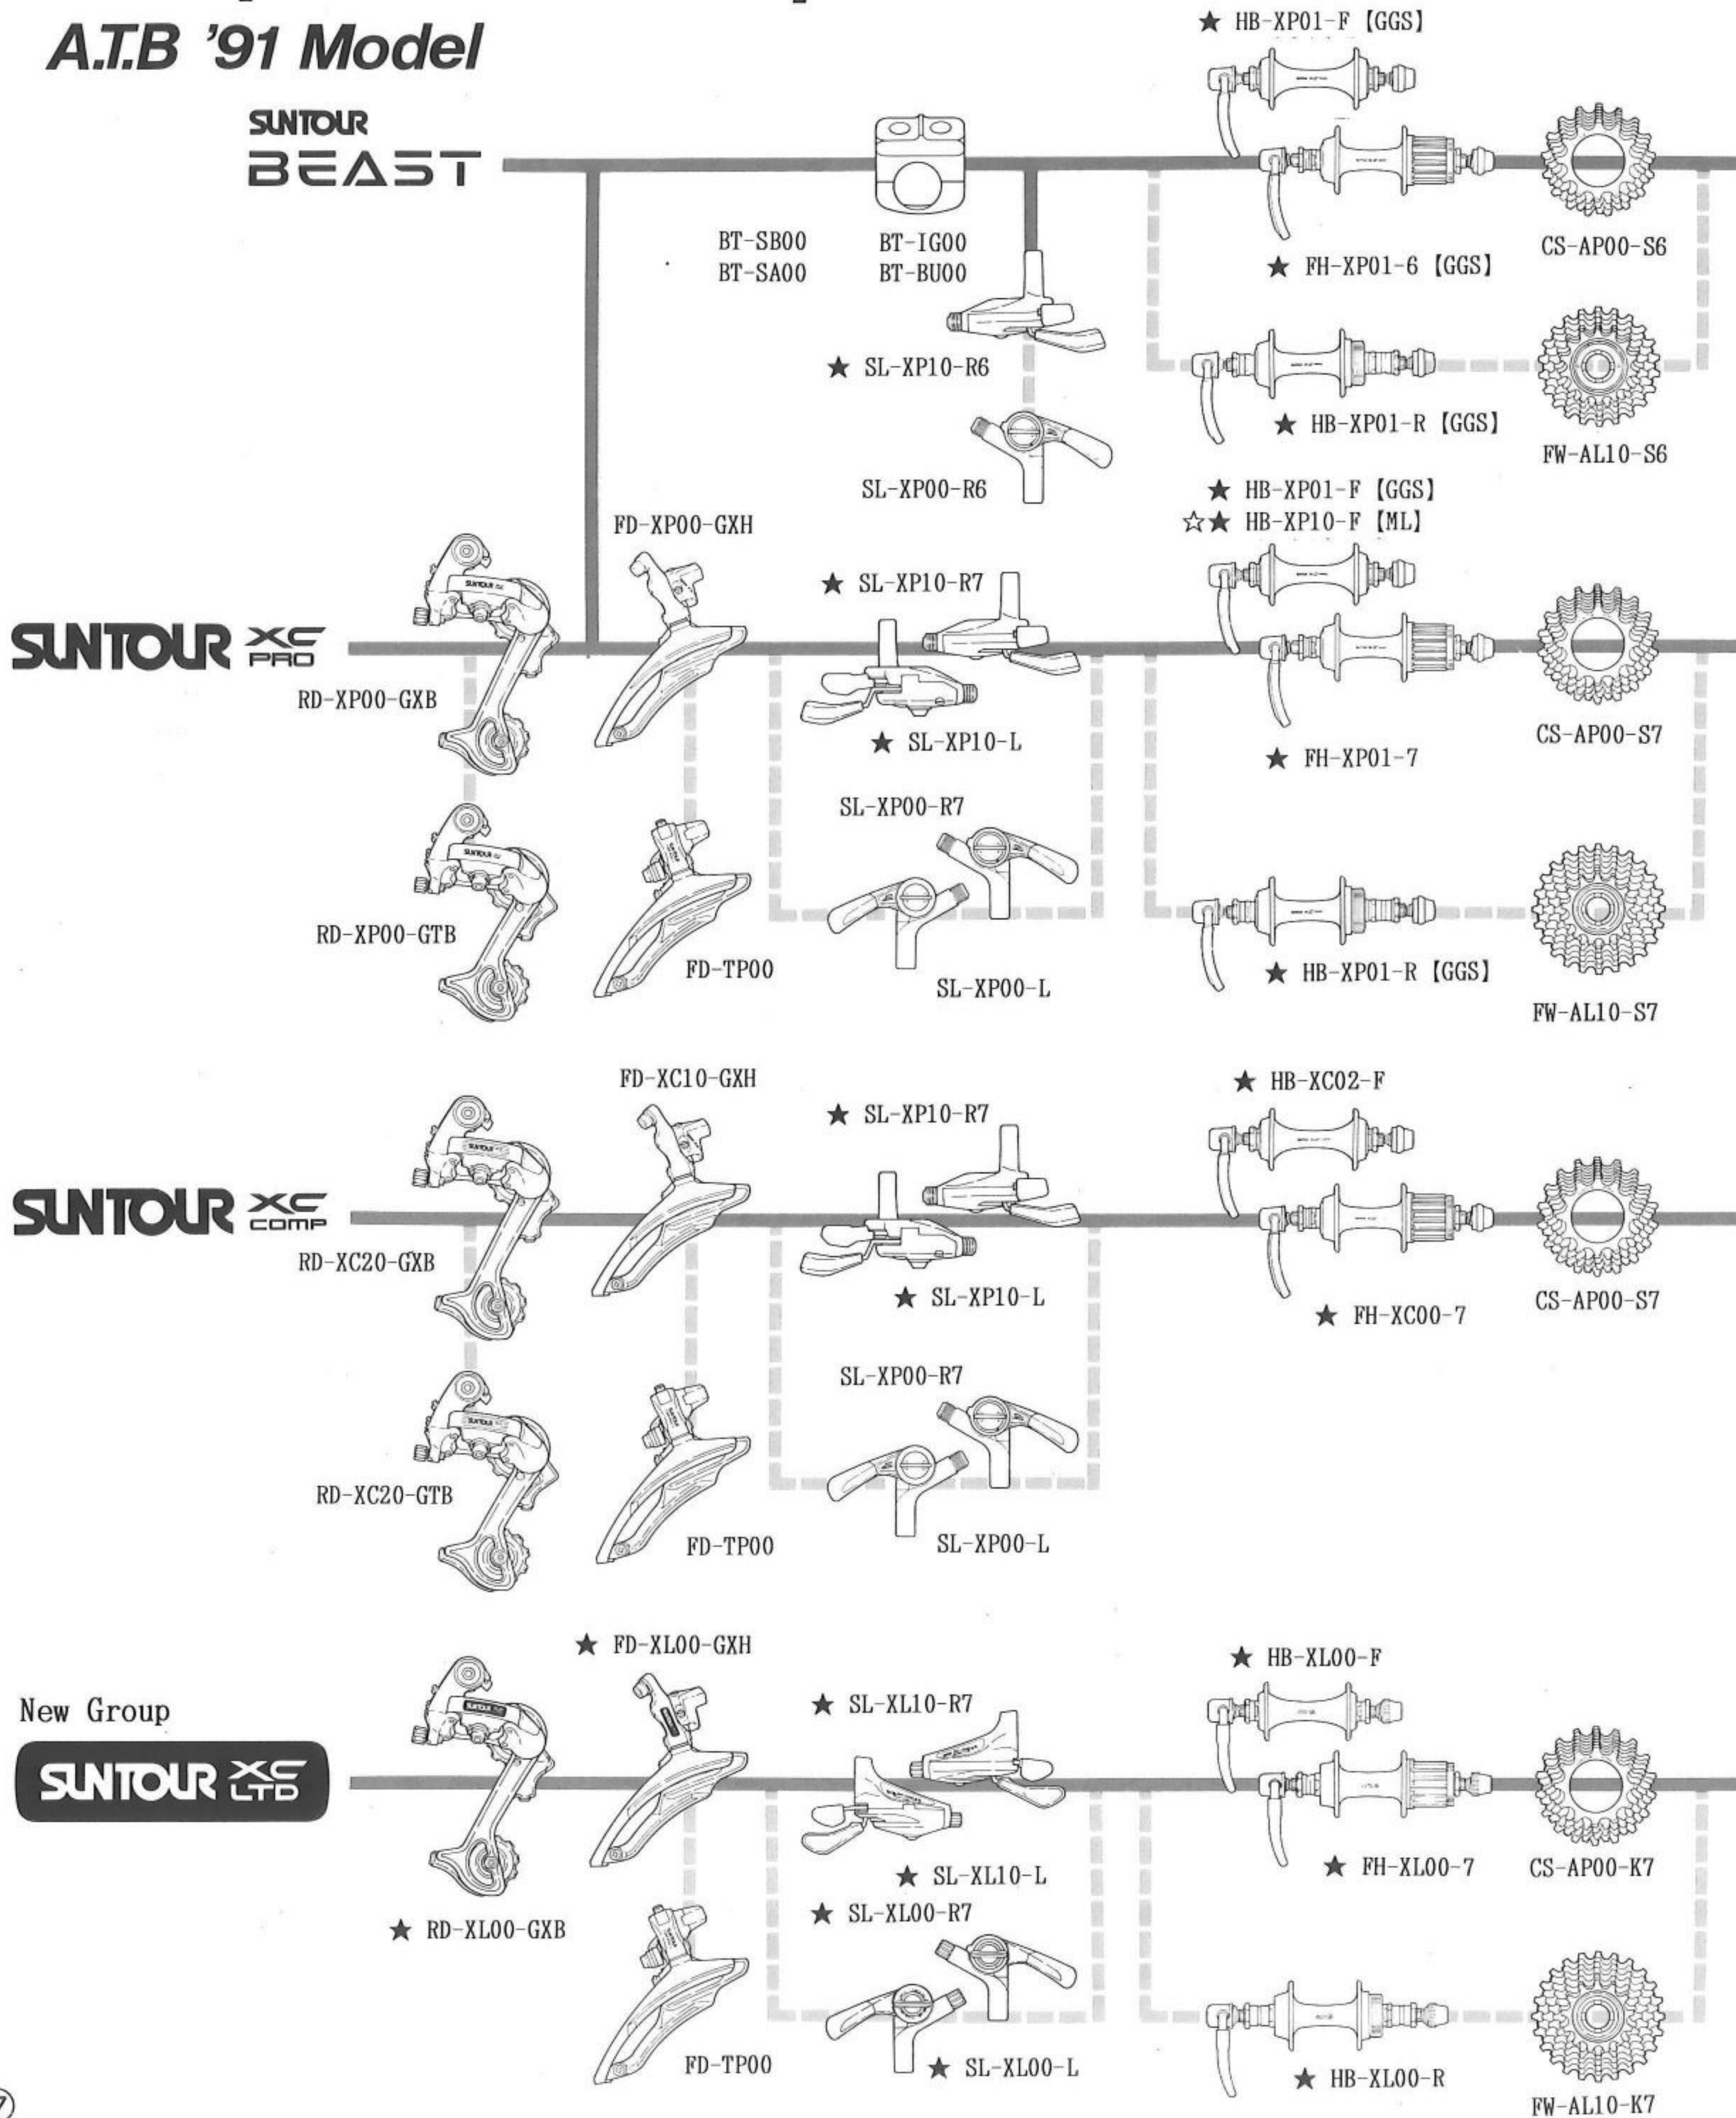 A.T.B '91 Model
SUNTOUR
BEAST
BT-SB00
BT-SA00
BT-IG00
BT-BU00
★ SL-XP10-R6
SL-XP00-R6
★ HB-XP01-F 【GGS】
★ FH-XP01-6 【GGS】
CS-AP00-S6
★ HB-XP01-R 【GGS】
FW-AL10-S6
SUNTOUR XC PRO
RD-XP00-GXB
RD-XP00-GTB
FD-XP00-GXH
FD-TP00
★ SL-XP10-R7
★ SL-XP10-L
SL-XP00-R7
SL-XP00-L
★ HB-XP01-F 【GGS】
☆★ HB-XP10-F 【ML】
★ FH-XP01-7
CS-AP00-S7
★ HB-XP01-R 【GGS】
FW-AL10-S7
SUNTOUR XC COMP
RD-XC20-GXB
RD-XC20-GTB
FD-XC10-GXH
FD-TP00
★ SL-XP10-R7
★ SL-XP10-L
SL-XP00-R7
SL-XP00-L
★ HB-XC02-F
★ FH-XC00-7
CS-AP00-S7
New Group
SUNTOUR XC LTD
★ RD-XL00-GXB
★ FD-XL00-GXH
FD-TP00
★ SL-XL10-R7
★ SL-XL10-L
★ SL-XL00-R7
★ SL-XL00-L
★ HB-XL00-F
★ FH-XL00-7
CS-AP00-K7
★ HB-XL00-R
FW-AL10-K7